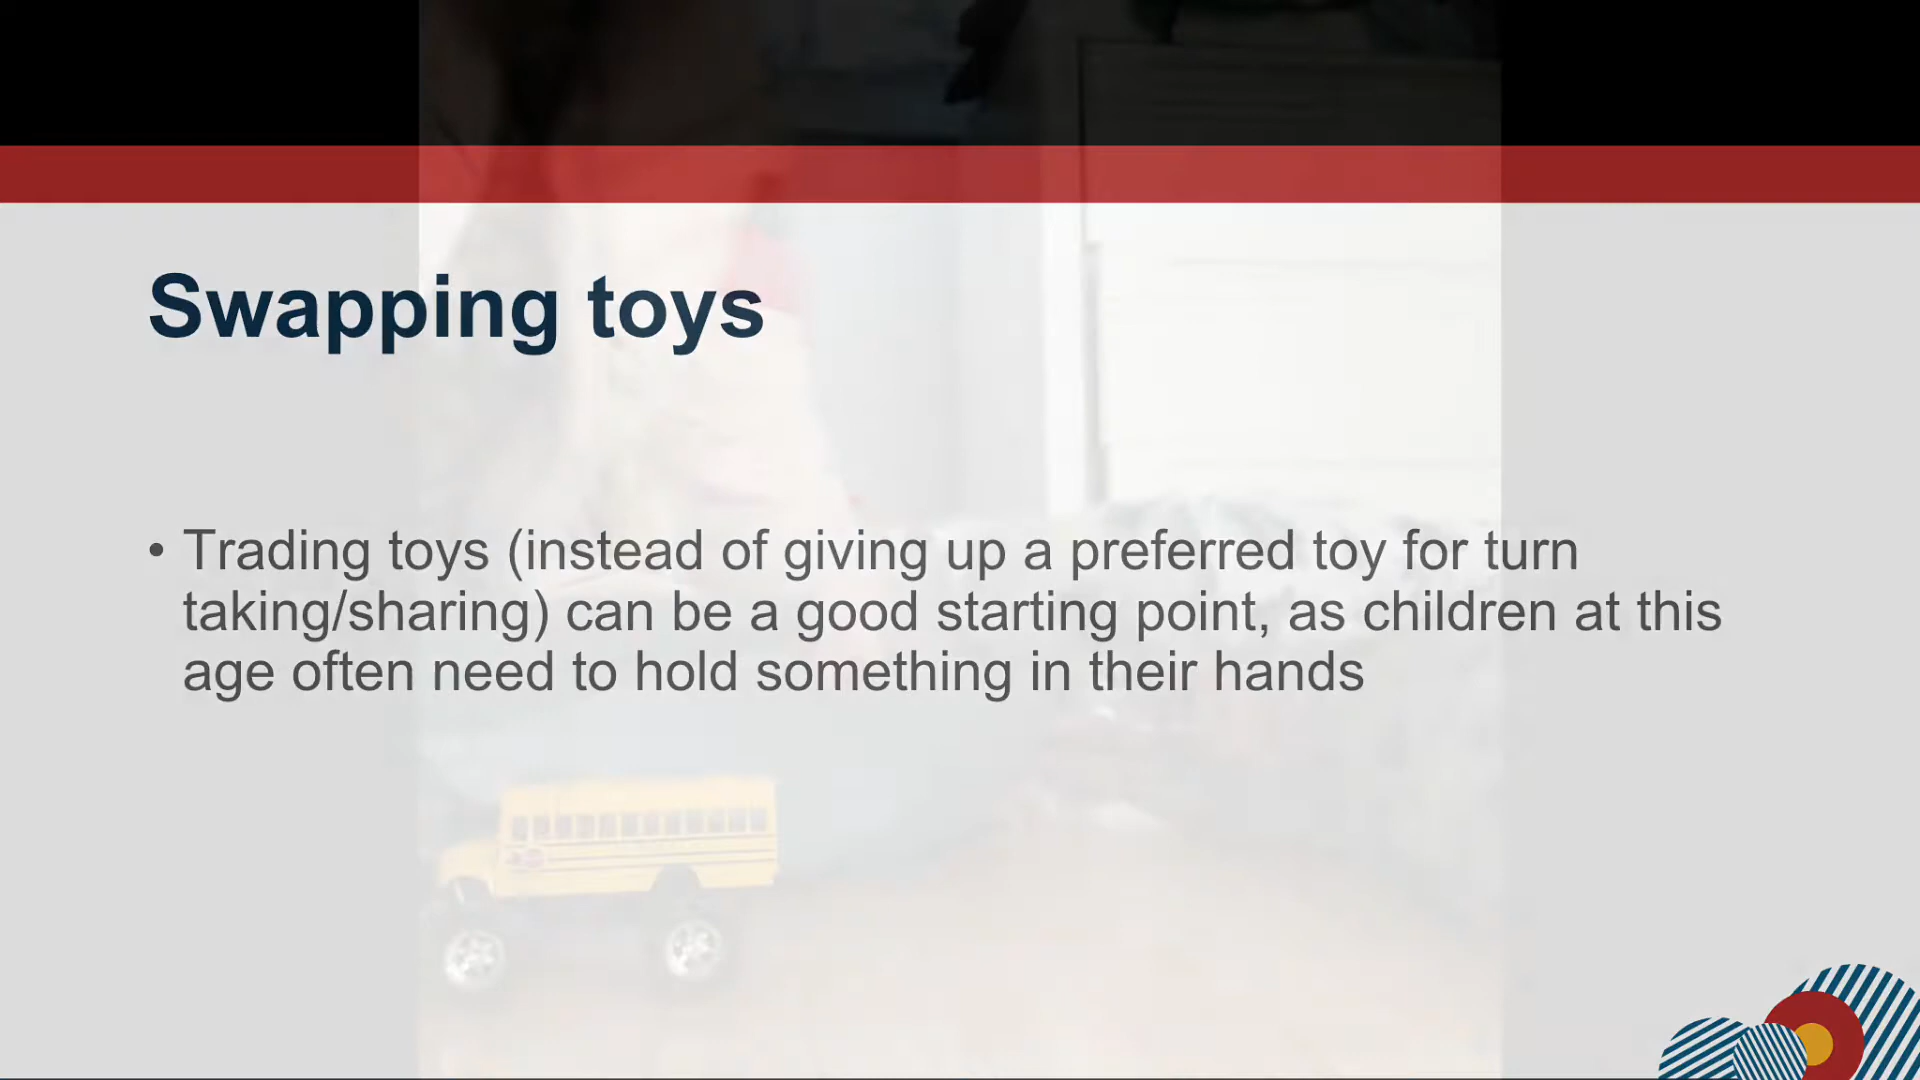 Swapping toys
• Trading toys (instead of giving up a preferred toy for turn
taking/sharing) can be a good starting point, as children at this
age often need to hold something in their hands